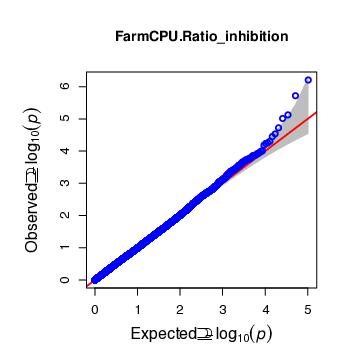 FarmCPU.Ratio_inhibition
Observed log₁₀(p)
6
5
4
3
2
1
0
0 1 2 3 4 5
Expected log₁₀(p)